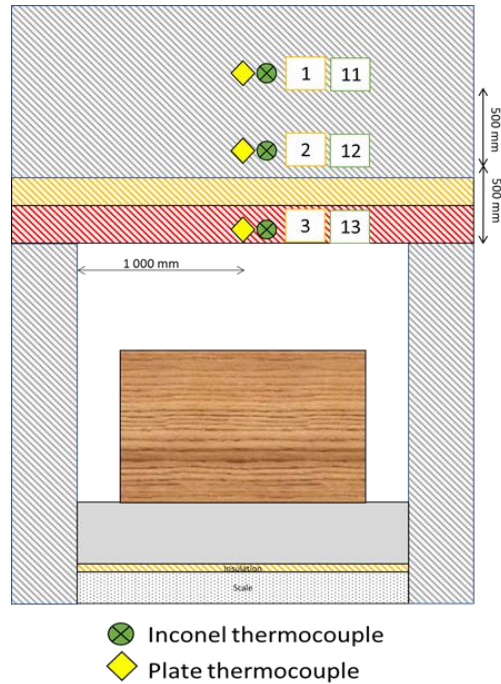 1 11
500 mm
2 12
500 mm
3 13
1 000 mm
Insulation
Scale
Inconel thermocouple
Plate thermocouple